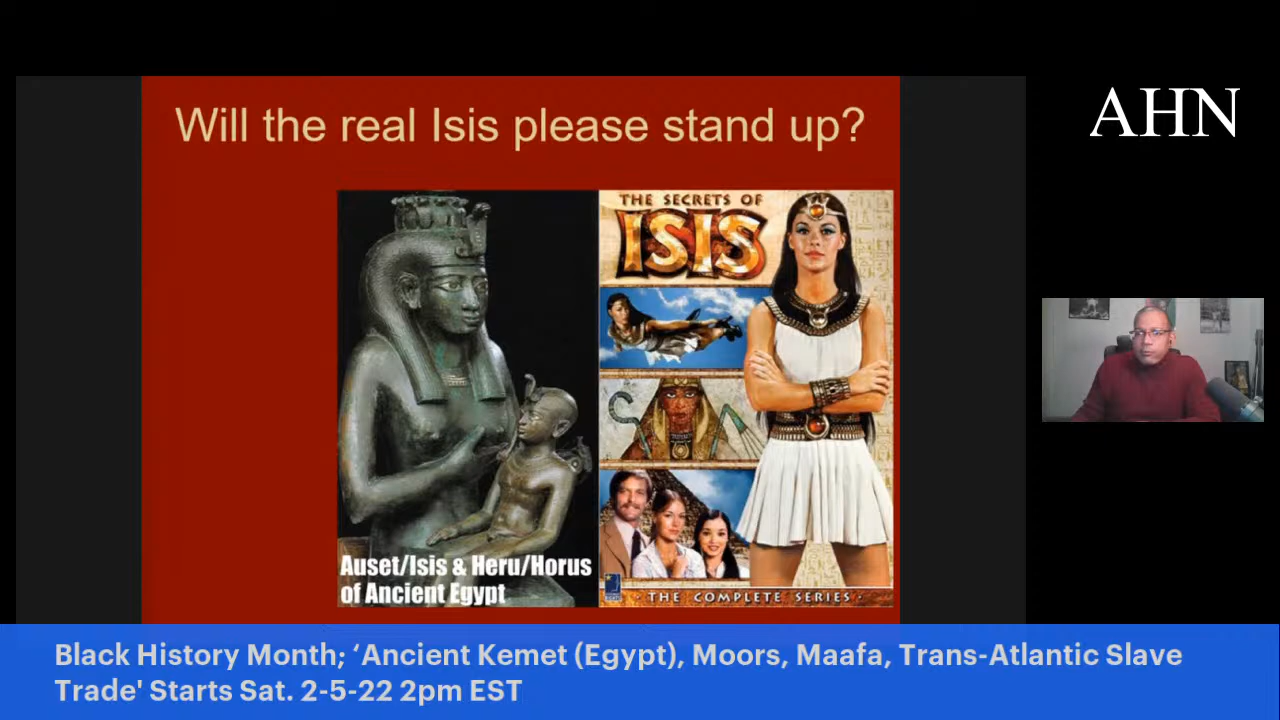 AHN
Will the real Isis please stand up?
THE SECRETS OF
ISIS
Auset/Isis & Heru/Horus
of Ancient Egypt
THE COMPLETE SERIES
Black History Month; ‘Ancient Kemet (Egypt), Moors, Maafa, Trans-Atlantic Slave
Trade' Starts Sat. 2-5-22 2pm EST